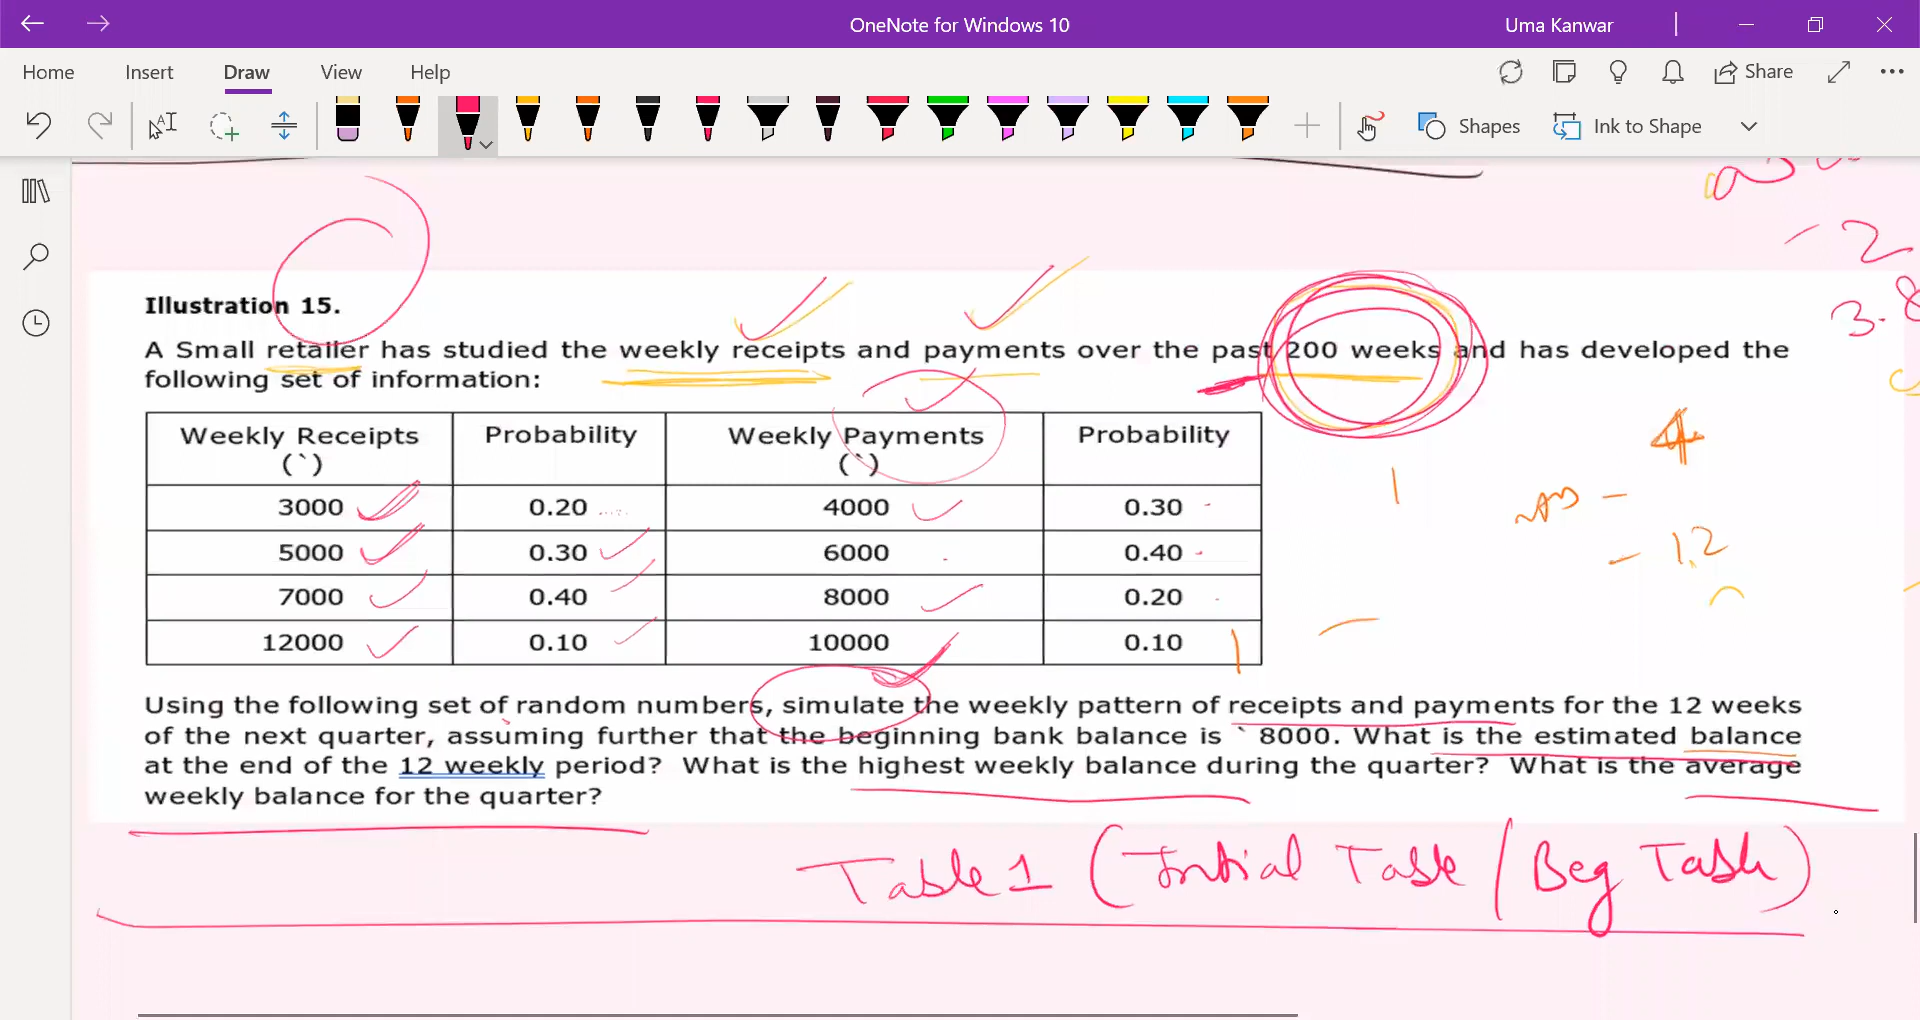 OneNote for Windows 10
Uma Kanwar
Home Insert Draw View Help
Share
Shapes
Ink to Shape
- 2
3.8
Illustration 15.
A Small retailer has studied the weekly receipts and payments over the past 200 weeks and has developed the
following set of information:
Weekly Receipts (`) Probability Weekly Payments (`) Probability
3000 0.20 4000 0.30
5000 0.30 6000 0.40
7000 0.40 8000 0.20
12000 0.10 10000 0.10
- 12
Using the following set of random numbers, simulate the weekly pattern of receipts and payments for the 12 weeks
of the next quarter, assuming further that the beginning bank balance is ` 8000. What is the estimated balance
at the end of the 12 weekly period? What is the highest weekly balance during the quarter? What is the average
weekly balance for the quarter?
Table 1 (Initial Table / Beg Table)